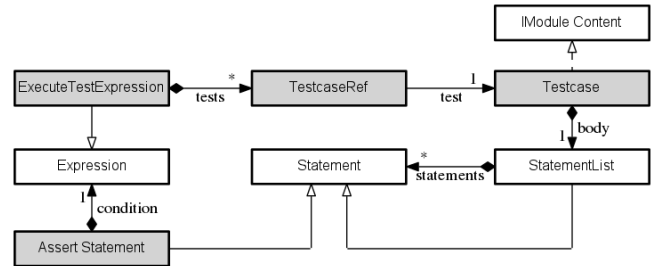 IModule Content
ExecuteTestExpression
*
tests
TestcaseRef
1
test
Testcase
body
1
Expression
Statement
*
statements
StatementList
1
condition
Assert Statement